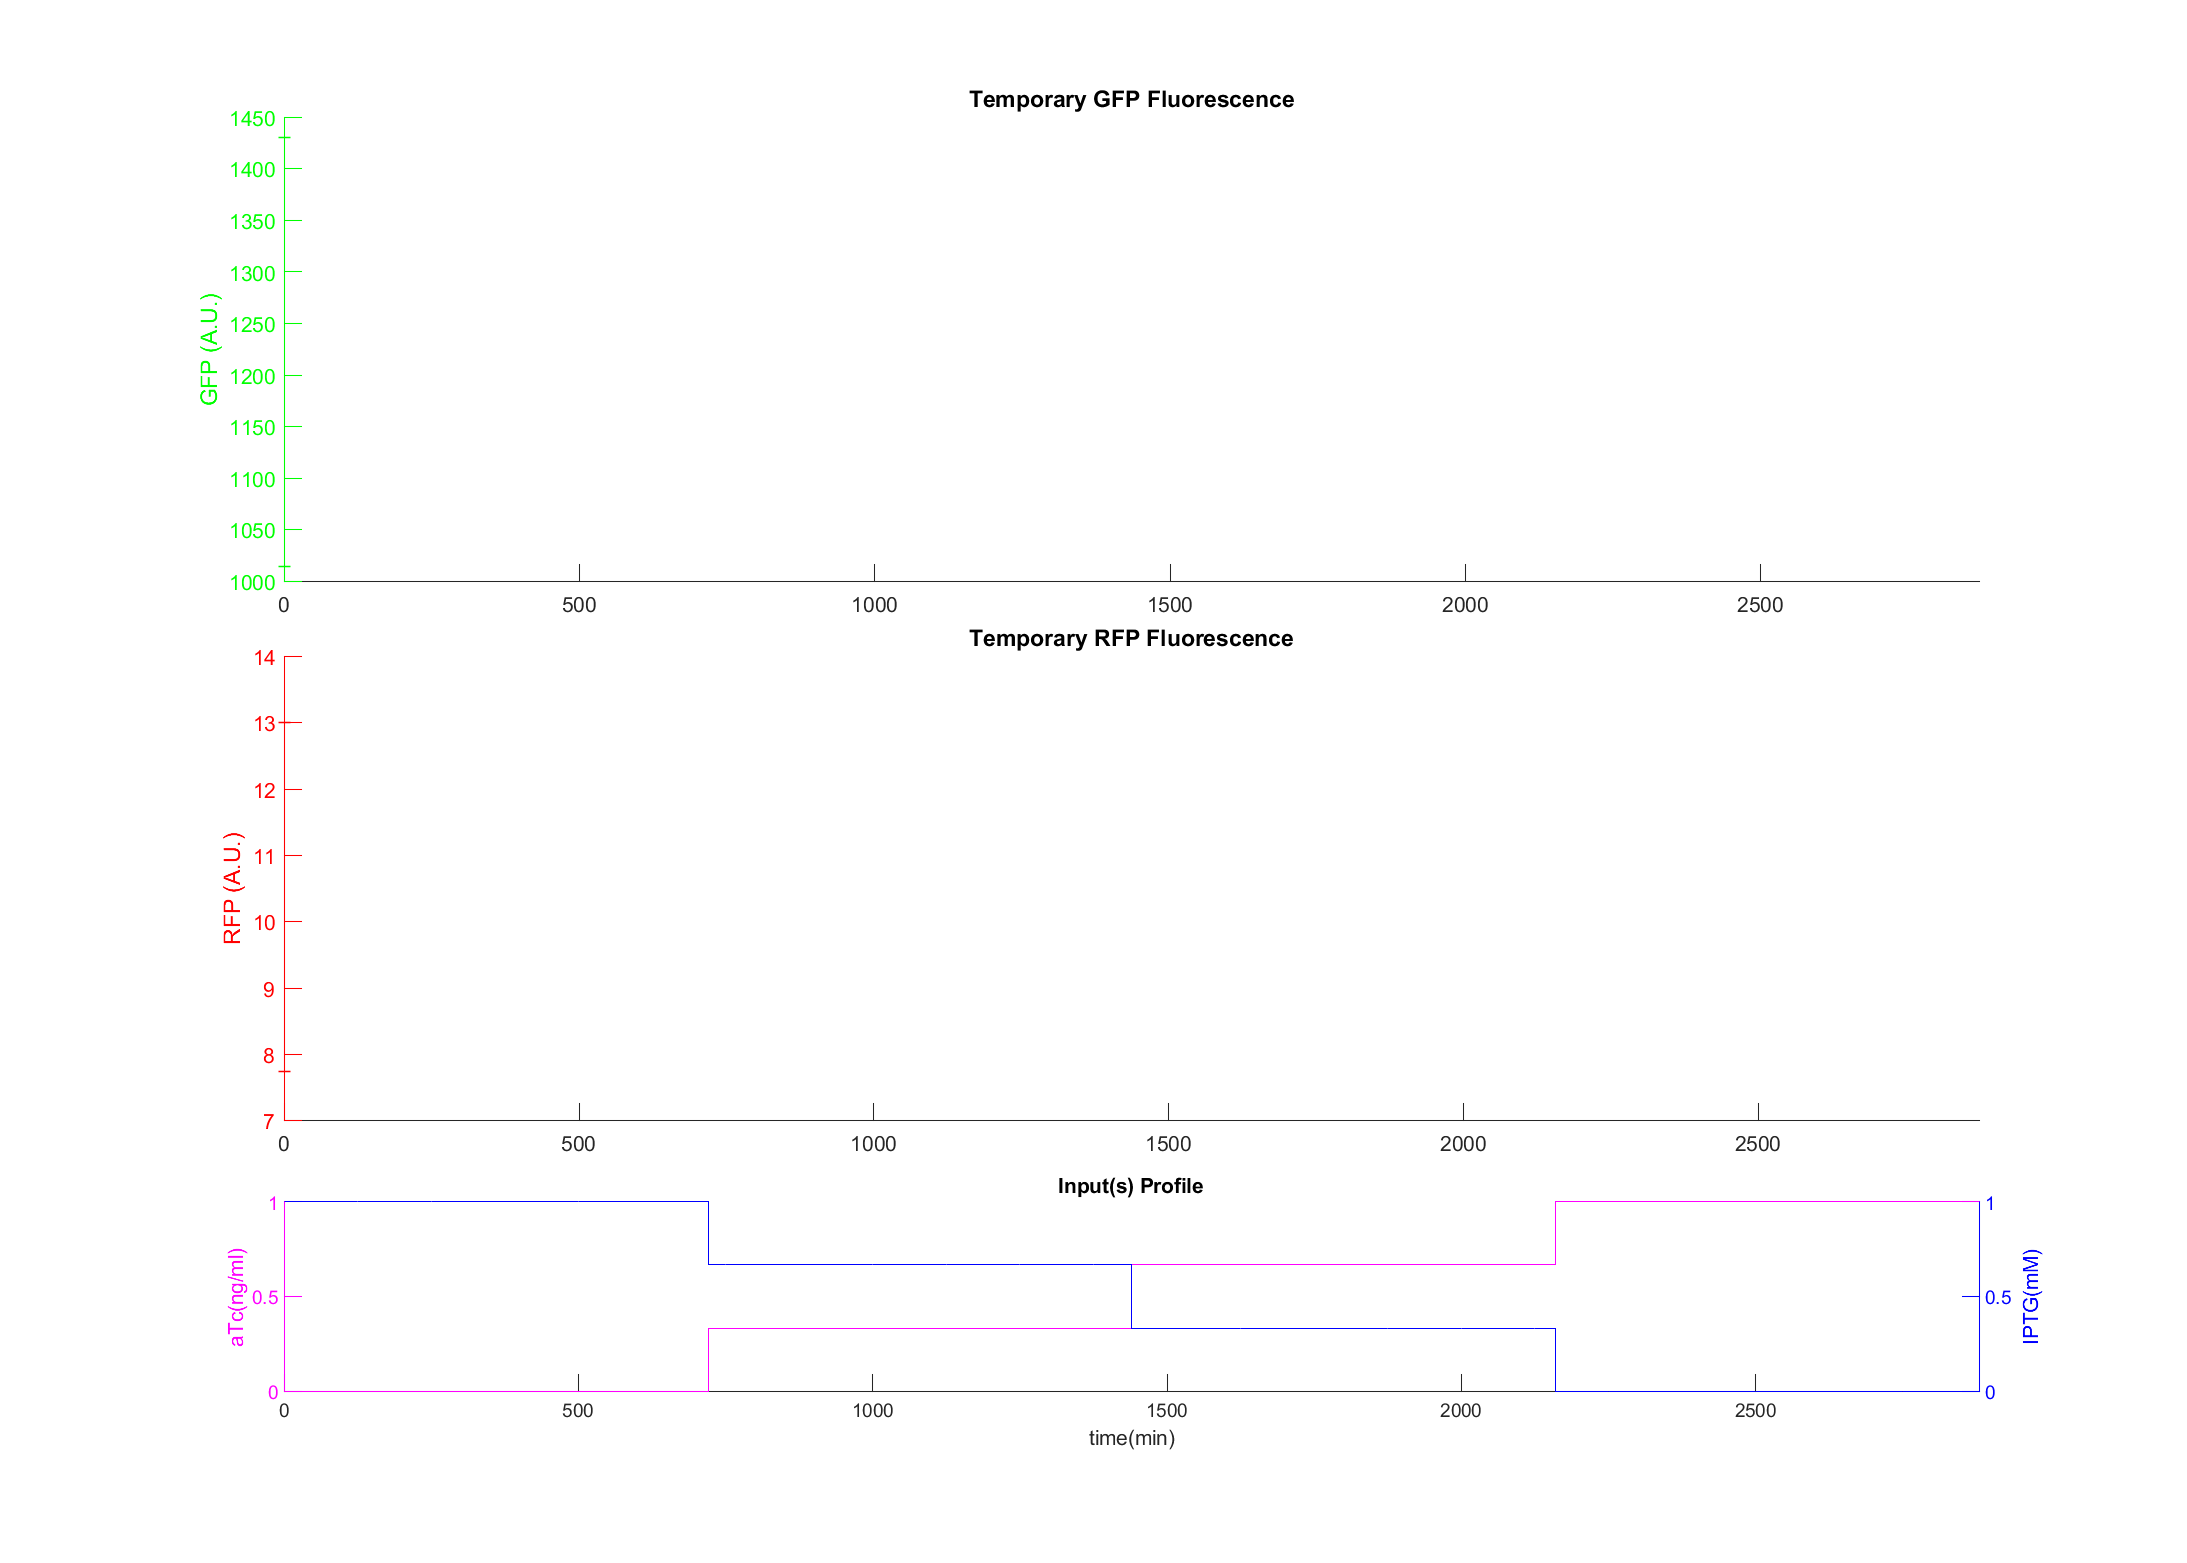 Temporary GFP Fluorescence
1450
1400
1350
1300
1250
1200
1150
1100
1050
1000
GFP (A.U.)
0 500 1000 1500 2000 2500
Temporary RFP Fluorescence
14
13
12
11
10
9
8
7
RFP (A.U.)
0 500 1000 1500 2000 2500
Input(s) Profile
1
0.5
0
aTc(ng/ml)
1
0.5
0
IPTG(mM)
0 500 1000 1500 2000 2500
time(min)